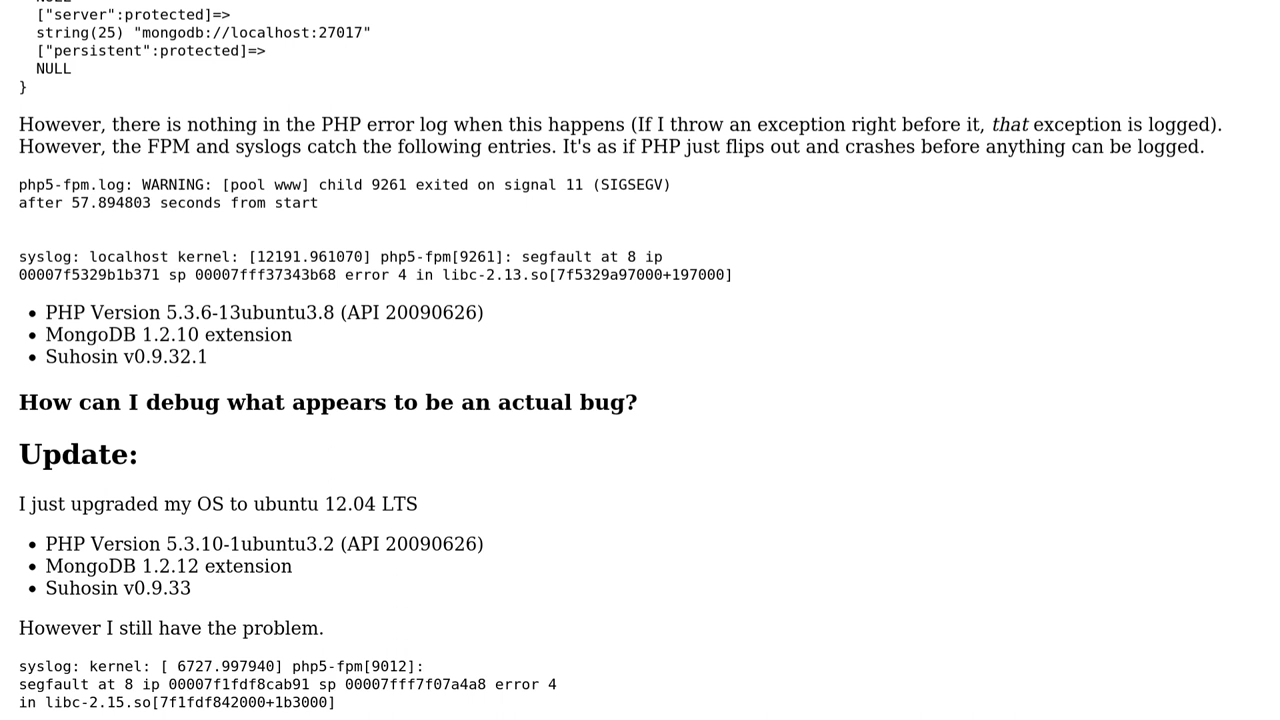 NULL
["server":protected]=>
string(25) "mongodb://localhost:27017"
["persistent":protected]=>
NULL
}
However, there is nothing in the PHP error log when this happens (If I throw an exception right before it, that exception is logged).
However, the FPM and syslogs catch the following entries. It's as if PHP just flips out and crashes before anything can be logged.
php5-fpm.log: WARNING: [pool www] child 9261 exited on signal 11 (SIGSEGV)
after 57.894803 seconds from start
syslog: localhost kernel: [12191.961070] php5-fpm[9261]: segfault at 8 ip
00007f5329b1b371 sp 00007fff37343b68 error 4 in libc-2.13.so[7f5329a97000+197000]
• PHP Version 5.3.6-13ubuntu3.8 (API 20090626)
• MongoDB 1.2.10 extension
• Suhosin v0.9.32.1
How can I debug what appears to be an actual bug?
Update:
I just upgraded my OS to ubuntu 12.04 LTS
• PHP Version 5.3.10-1ubuntu3.2 (API 20090626)
• MongoDB 1.2.12 extension
• Suhosin v0.9.33
However I still have the problem.
syslog: kernel: [ 6727.997940] php5-fpm[9012]:
segfault at 8 ip 00007f1fdf8cab91 sp 00007fff7f07a4a8 error 4
in libc-2.15.so[7f1fdf842000+1b3000]